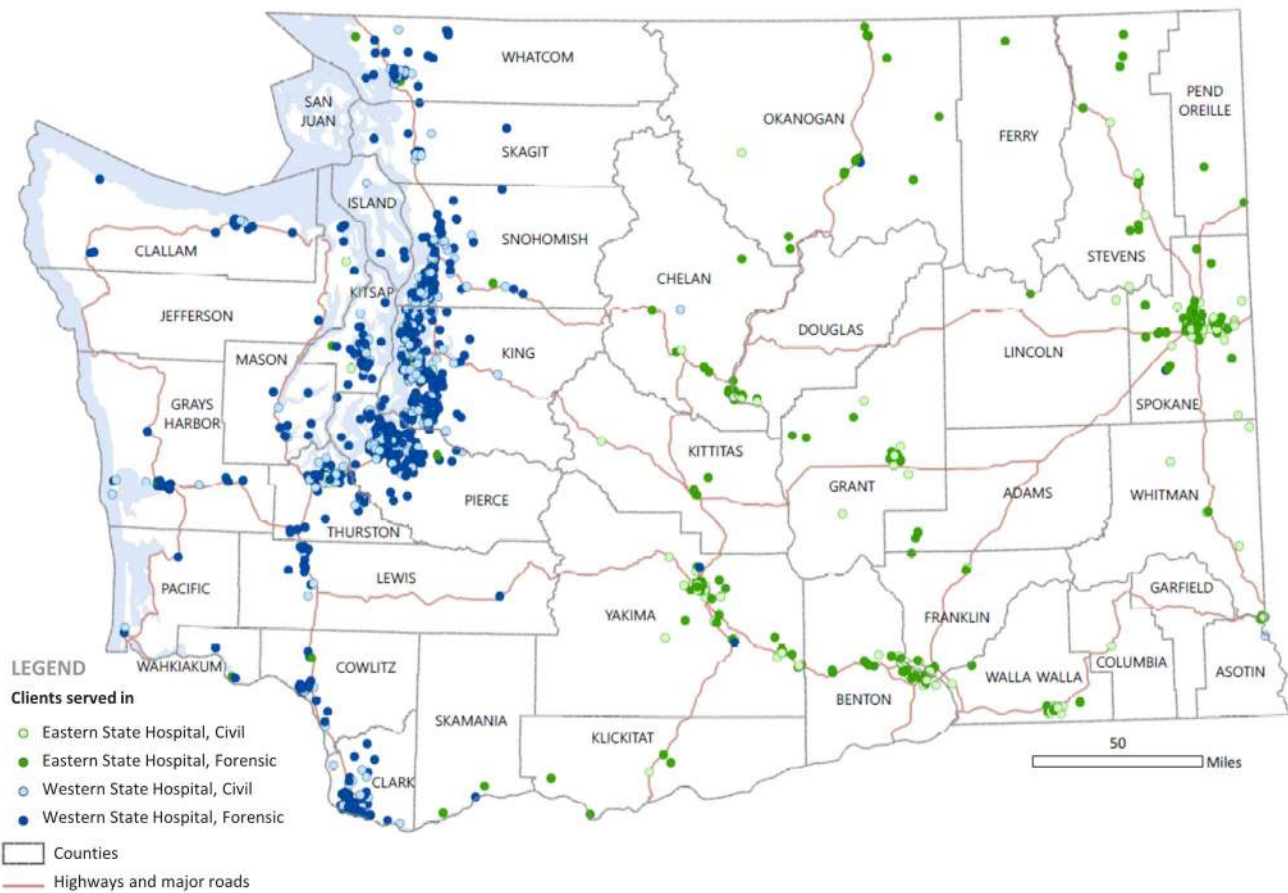 WHATCOM
SAN
JUAN
SKAGIT
ISLAND
SNOHOMISH
CLALLAM
JEFFERSON
KITSAP
MASON
KING
GRAYS
HARBOR
PIERCE
THURSTON
PACIFIC
LEWIS
WAHKIAKUM
COWLITZ
SKAMANIA
CLARK
OKANOGAN
FERRY
PEND
OREILLE
STEVENS
CHELAN
DOUGLAS
LINCOLN
SPOKANE
KITTITAS
GRANT
ADAMS
WHITMAN
YAKIMA
FRANKLIN
GARFIELD
BENTON
WALLA WALLA
COLUMBIA
ASOTIN
KLICKITAT
LEGEND
Clients served in
Eastern State Hospital, Civil
Eastern State Hospital, Forensic
Western State Hospital, Civil
Western State Hospital, Forensic
Counties
Highways and major roads
50
Miles